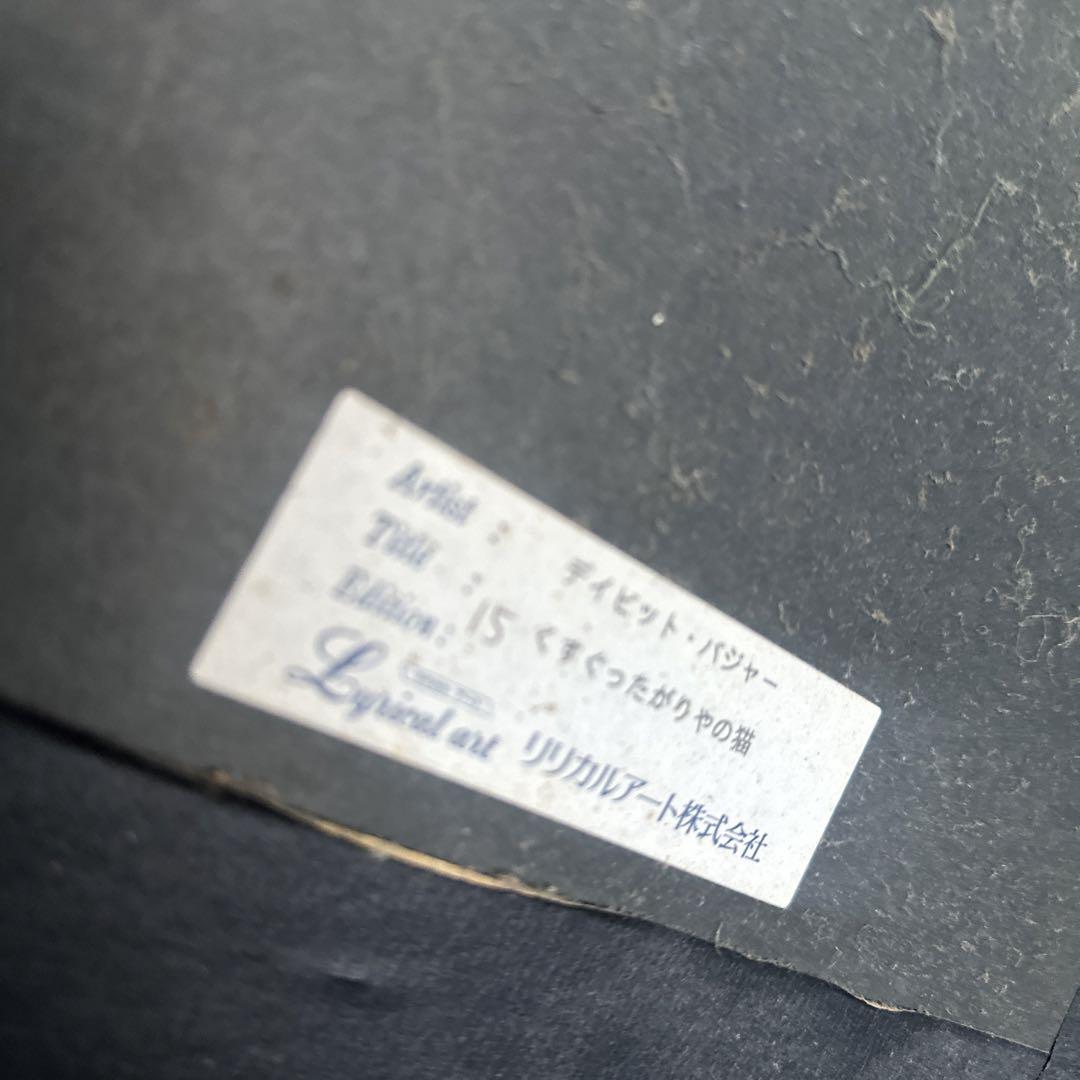 Artist : デイビット・バジャー
Title : くすぐったがりやの猫
Edition: 15
Lyrical art リリカルアート株式会社